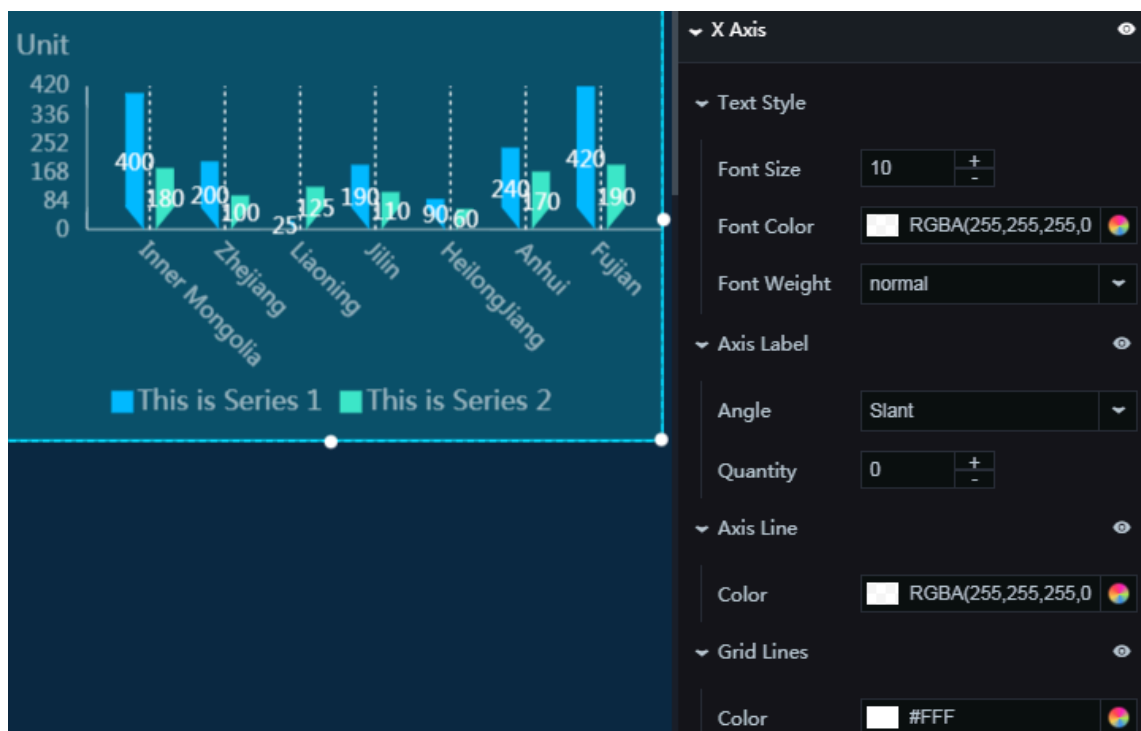 Unit
420
336
252
168
84
0
400
180
200
100
25
125
190
110
90
60
240
170
420
190
Inner Mongolia
Zhejiang
Liaoning
Jilin
HeilongJiang
Anhui
Fujian
This is Series 1
This is Series 2
X Axis
Text Style
Font Size 10 + -
Font Color RGBA(255,255,255,0
Font Weight normal
Axis Label
Angle Slant
Quantity 0 + -
Axis Line
Color RGBA(255,255,255,0
Grid Lines
Color #FFF